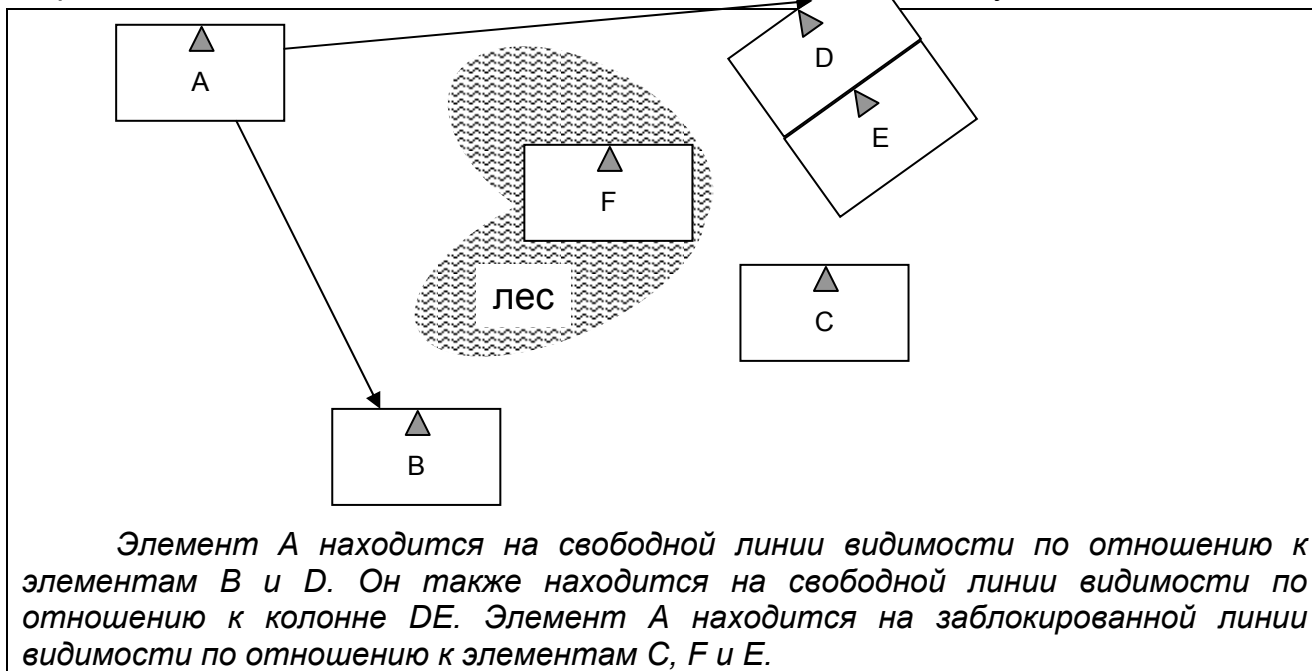 A
D
E
F
лес
C
B
Элемент А находится на свободной линии видимости по отношению к
элементам B и D. Он также находится на свободной линии видимости по
отношению к колонне DE. Элемент А находится на заблокированной линии
видимости по отношению к элементам C, F и E.